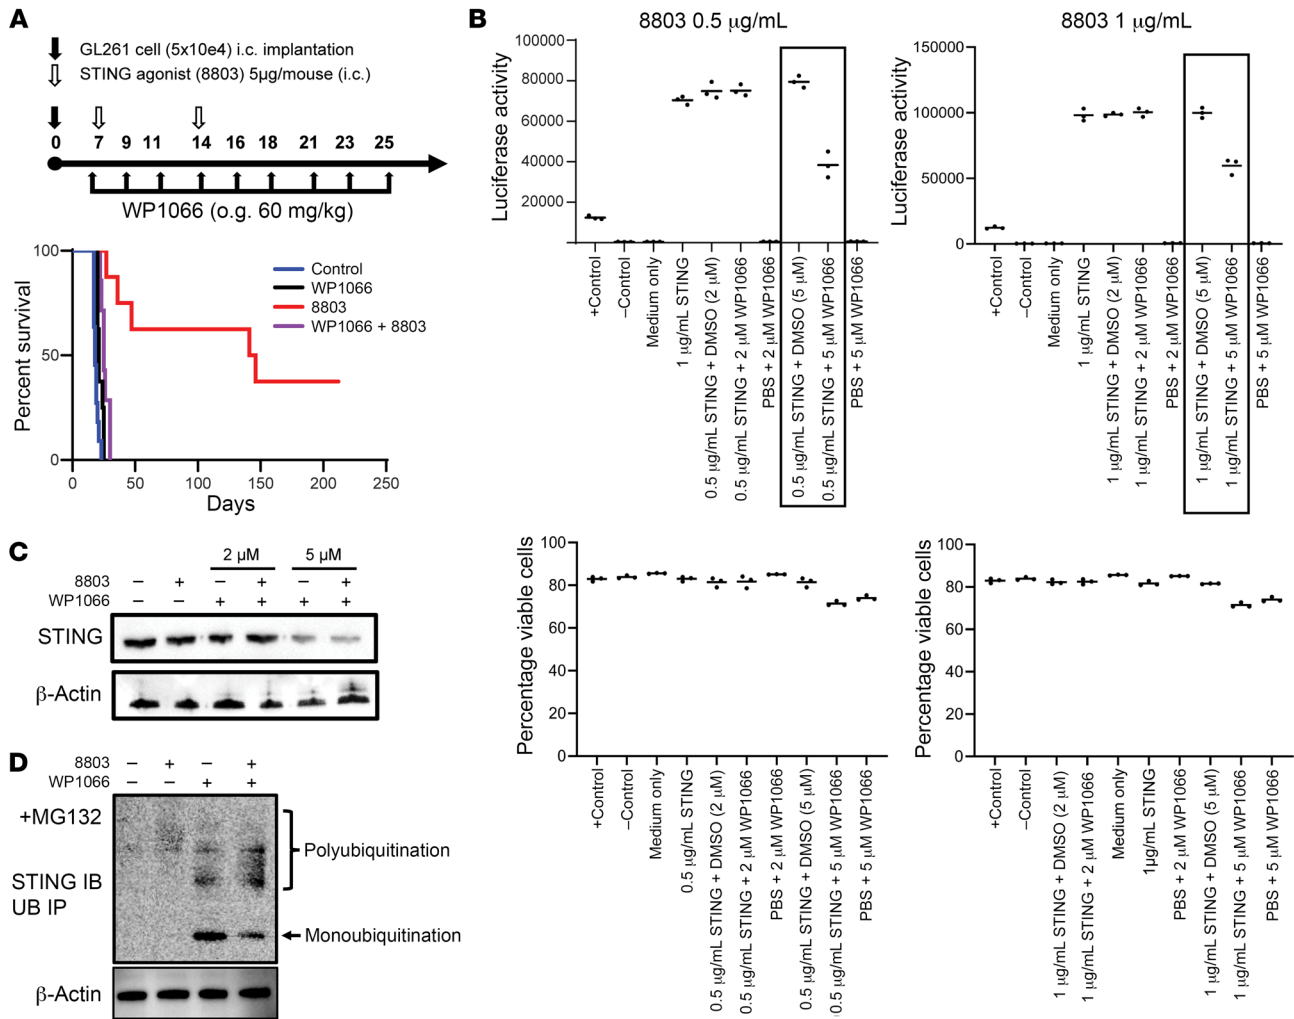 A
GL261 cell (5x10e4) i.c. implantation
STING agonist (8803) 5µg/mouse (i.c.)
0 7 9 11 14 16 18 21 23 25
WP1066 (o.g. 60 mg/kg)
Percent survival
100
50
0
0 50 100 150 200 250
Days
Control
WP1066
8803
WP1066 + 8803
B
8803 0.5 µg/mL
Luciferase activity
100000
80000
60000
40000
20000
+Control
–Control
Medium only
1 µg/mL STING
0.5 µg/mL STING + DMSO (2 µM)
0.5 µg/mL STING + 2 µM WP1066
PBS + 2 µM WP1066
0.5 µg/mL STING + DMSO (5 µM)
0.5 µg/mL STING + 5 µM WP1066
PBS + 5 µM WP1066
8803 1 µg/mL
Luciferase activity
150000
100000
50000
0
+Control
–Control
Medium only
1 µg/mL STING
1 µg/mL STING + DMSO (2 µM)
1 µg/mL STING + 2 µM WP1066
PBS + 2 µM WP1066
1 µg/mL STING + DMSO (5 µM)
1 µg/mL STING + 5 µM WP1066
PBS + 5 µM WP1066
Percentage viable cells
100
80
60
40
20
0
+Control
–Control
Medium only
0.5 µg/mL STING
0.5 µg/mL STING + DMSO (2 µM)
0.5 µg/mL STING + 2 µM WP1066
PBS + 2 µM WP1066
0.5 µg/mL STING + DMSO (5 µM)
0.5 µg/mL STING + 5 µM WP1066
PBS + 5 µM WP1066
Percentage viable cells
100
80
60
40
20
0
+Control
–Control
1 µg/mL STING + DMSO (2 µM)
1 µg/mL STING + 2 µM WP1066
Medium only
1µg/mL STING
PBS + 2 µM WP1066
1 µg/mL STING + DMSO (5 µM)
1 µg/mL STING + 5 µM WP1066
PBS + 5 µM WP1066
C
2 µM 5 µM
8803 – + – + – +
WP1066 – – + + + +
STING
β-Actin
D
8803 – + – +
WP1066 – – + +
+MG132
Polyubiquitination
STING IB
UB IP
Monoubiquitination
β-Actin